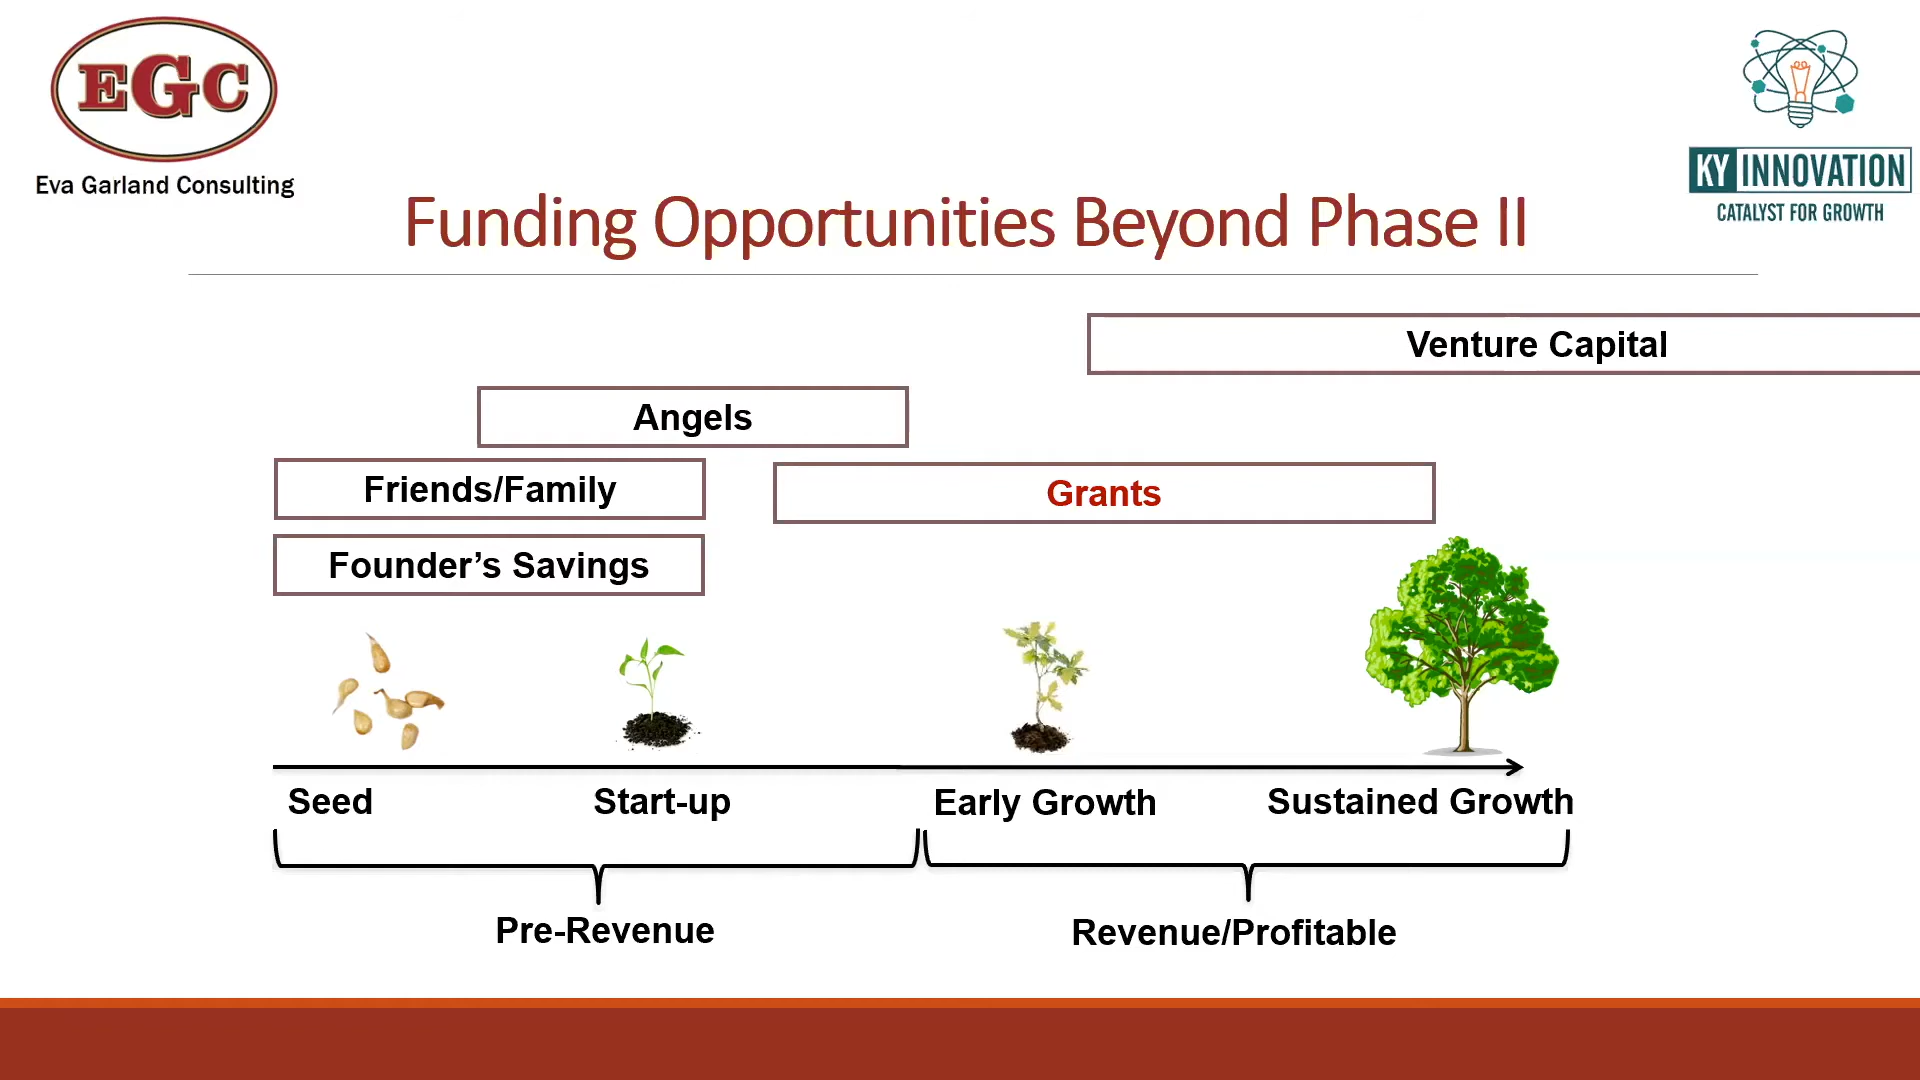 EGC
Eva Garland Consulting
KY INNOVATION
CATALYST FOR GROWTH
Funding Opportunities Beyond Phase II
Venture Capital
Angels
Friends/Family
Grants
Founder’s Savings
Seed
Start-up
Early Growth
Sustained Growth
Pre-Revenue
Revenue/Profitable